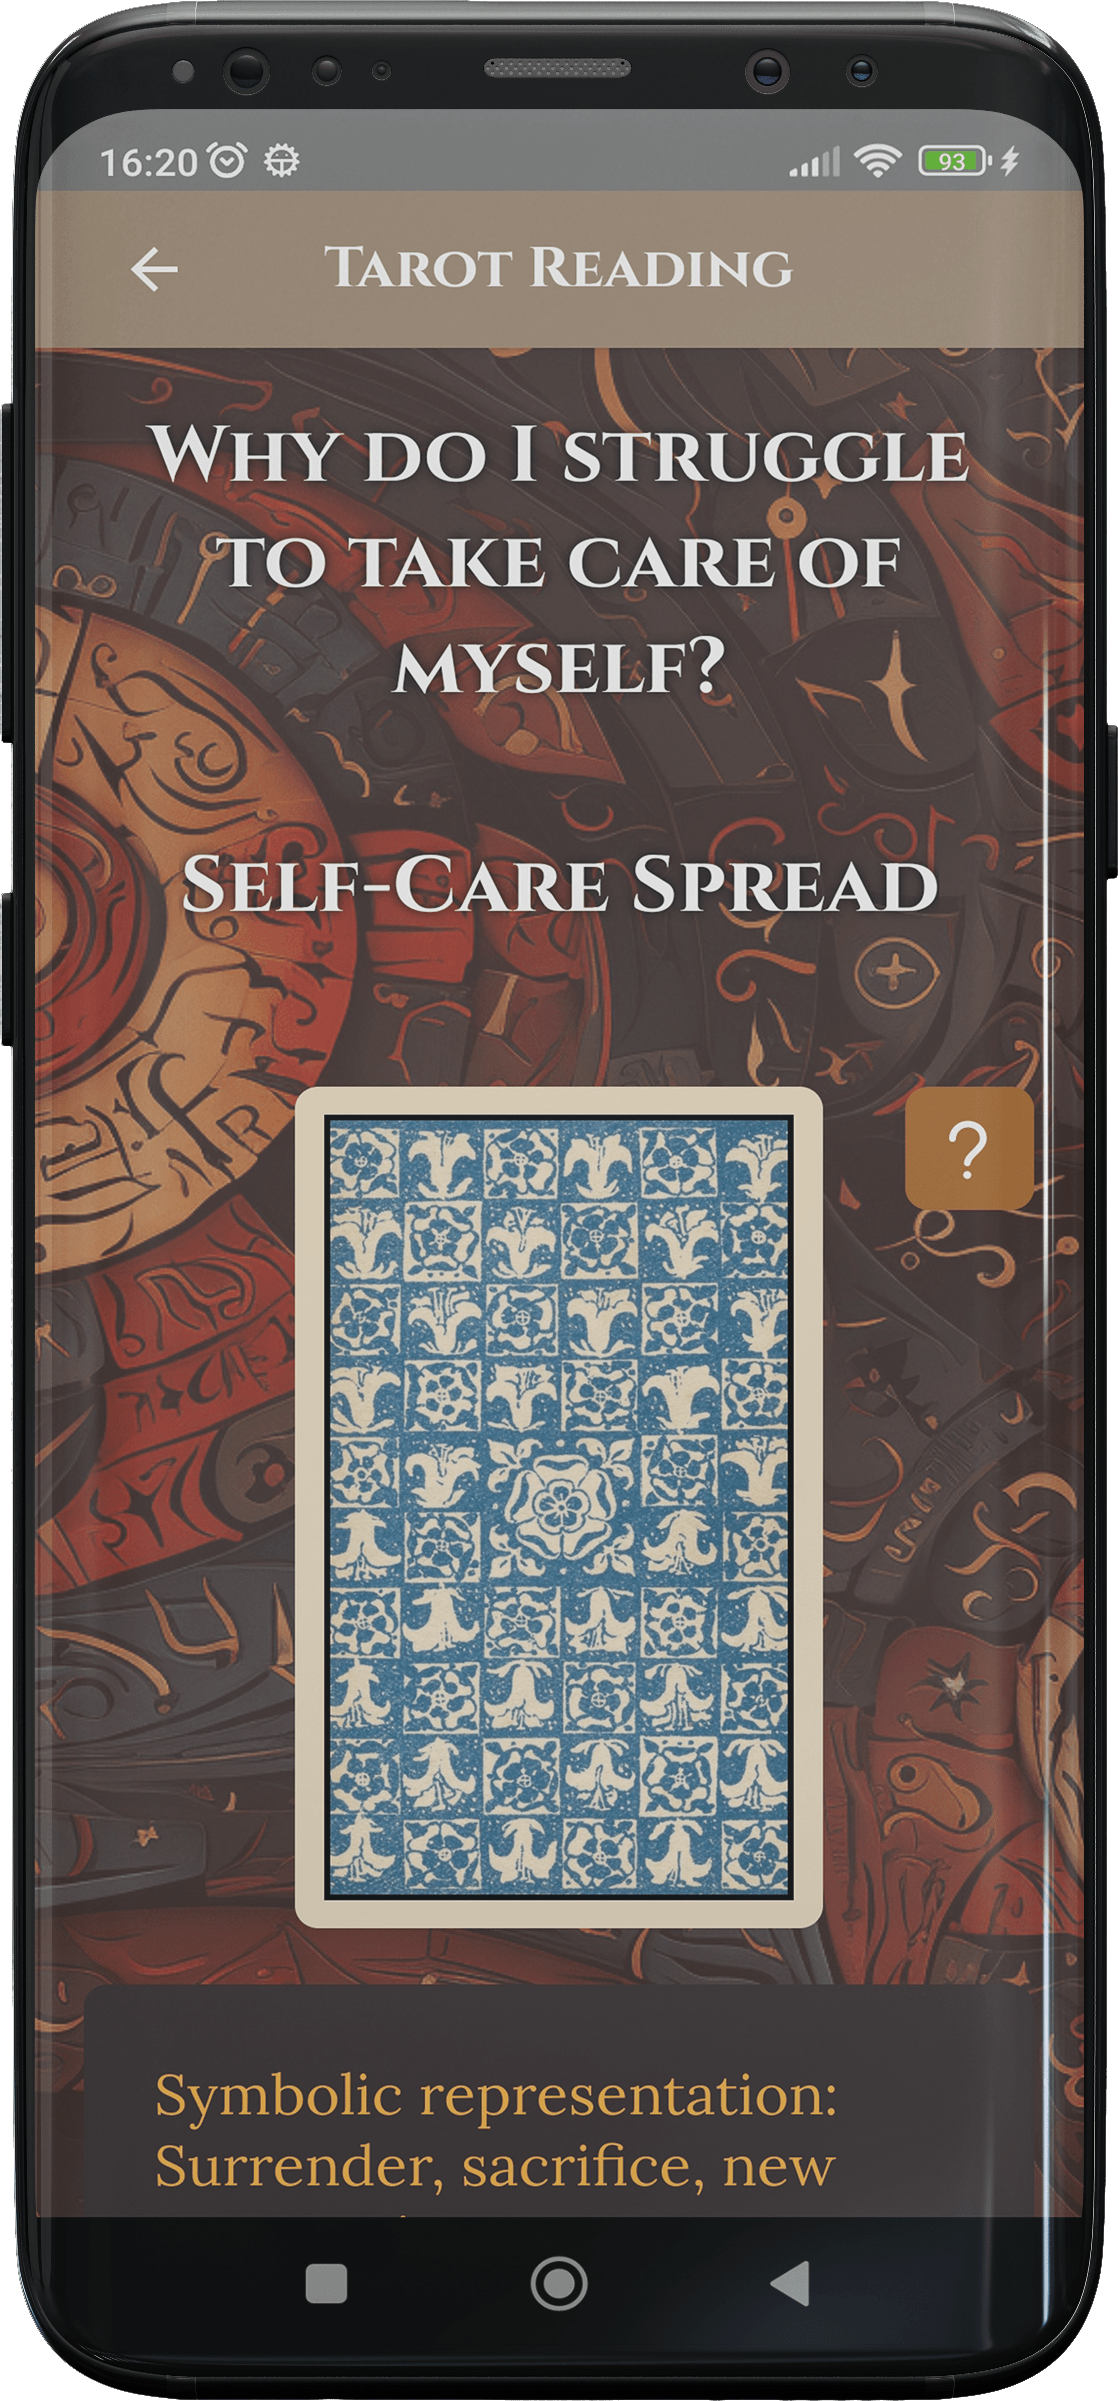 16:20
93
Tarot Reading
Why do I struggle
to take care of
myself?
Self-Care Spread
?
Symbolic representation:
Surrender, sacrifice, new